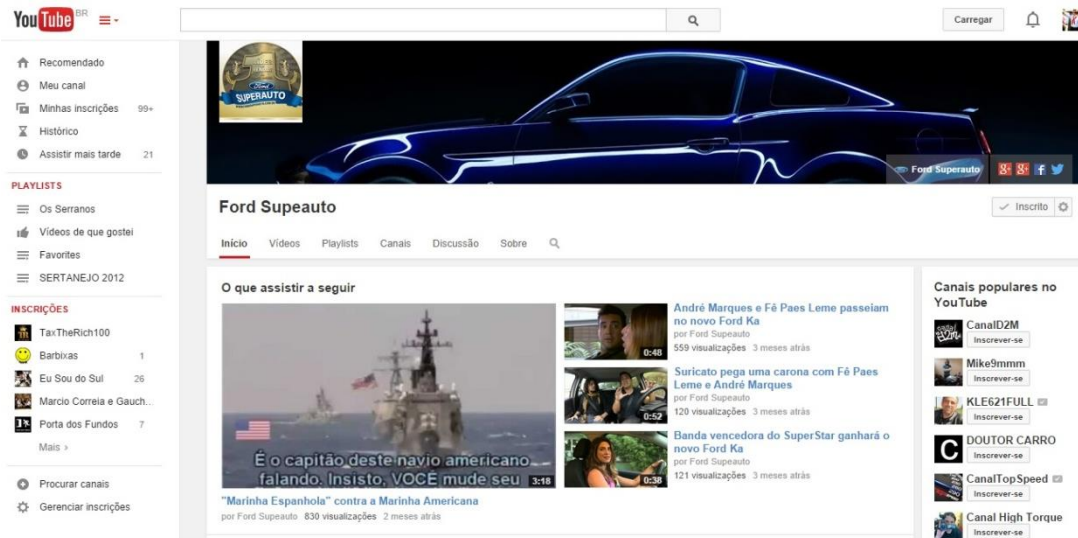 YouTube BR
Carregar
Recomendado
Meu canal
Minhas inscrições 99+
Histórico
Assistir mais tarde 21
PLAYLISTS
Os Serranos
Vídeos de que gostei
Favorites
SERTANEJO 2012
INSCRIÇÕES
TaxTheRich100
Barbixas 1
Eu Sou do Sul 26
Marcio Correia e Gauch...
Porta dos Fundos 7
Mais ›
Procurar canais
Gerenciar inscrições
Ford
SUPERAUTO
Ford Superauto
Ford Supeauto
Inscrito
Início Vídeos Playlists Canais Discussão Sobre
O que assistir a seguir
É o capitão deste navio americano
falando. Insisto, VOCÊ mude seu
3:18
"Marinha Espanhola" contra a Marinha Americana
por Ford Supeauto 830 visualizações 2 meses atrás
0:48
André Marques e Fê Paes Leme passeiam
no novo Ford Ka
por Ford Supeauto
559 visualizações 3 meses atrás
0:52
Suricato pega uma carona com Fê Paes
Leme e André Marques
por Ford Supeauto
120 visualizações 3 meses atrás
0:38
Banda vencedora do SuperStar ganhará o
novo Ford Ka
por Ford Supeauto
121 visualizações 3 meses atrás
Canais populares no
YouTube
CanalD2M
Inscrever-se
Mike9mmm
Inscrever-se
KLE621FULL
Inscrever-se
DOUTOR CARRO
Inscrever-se
CanalTopSpeed
Inscrever-se
Canal High Torque
Inscrever-se